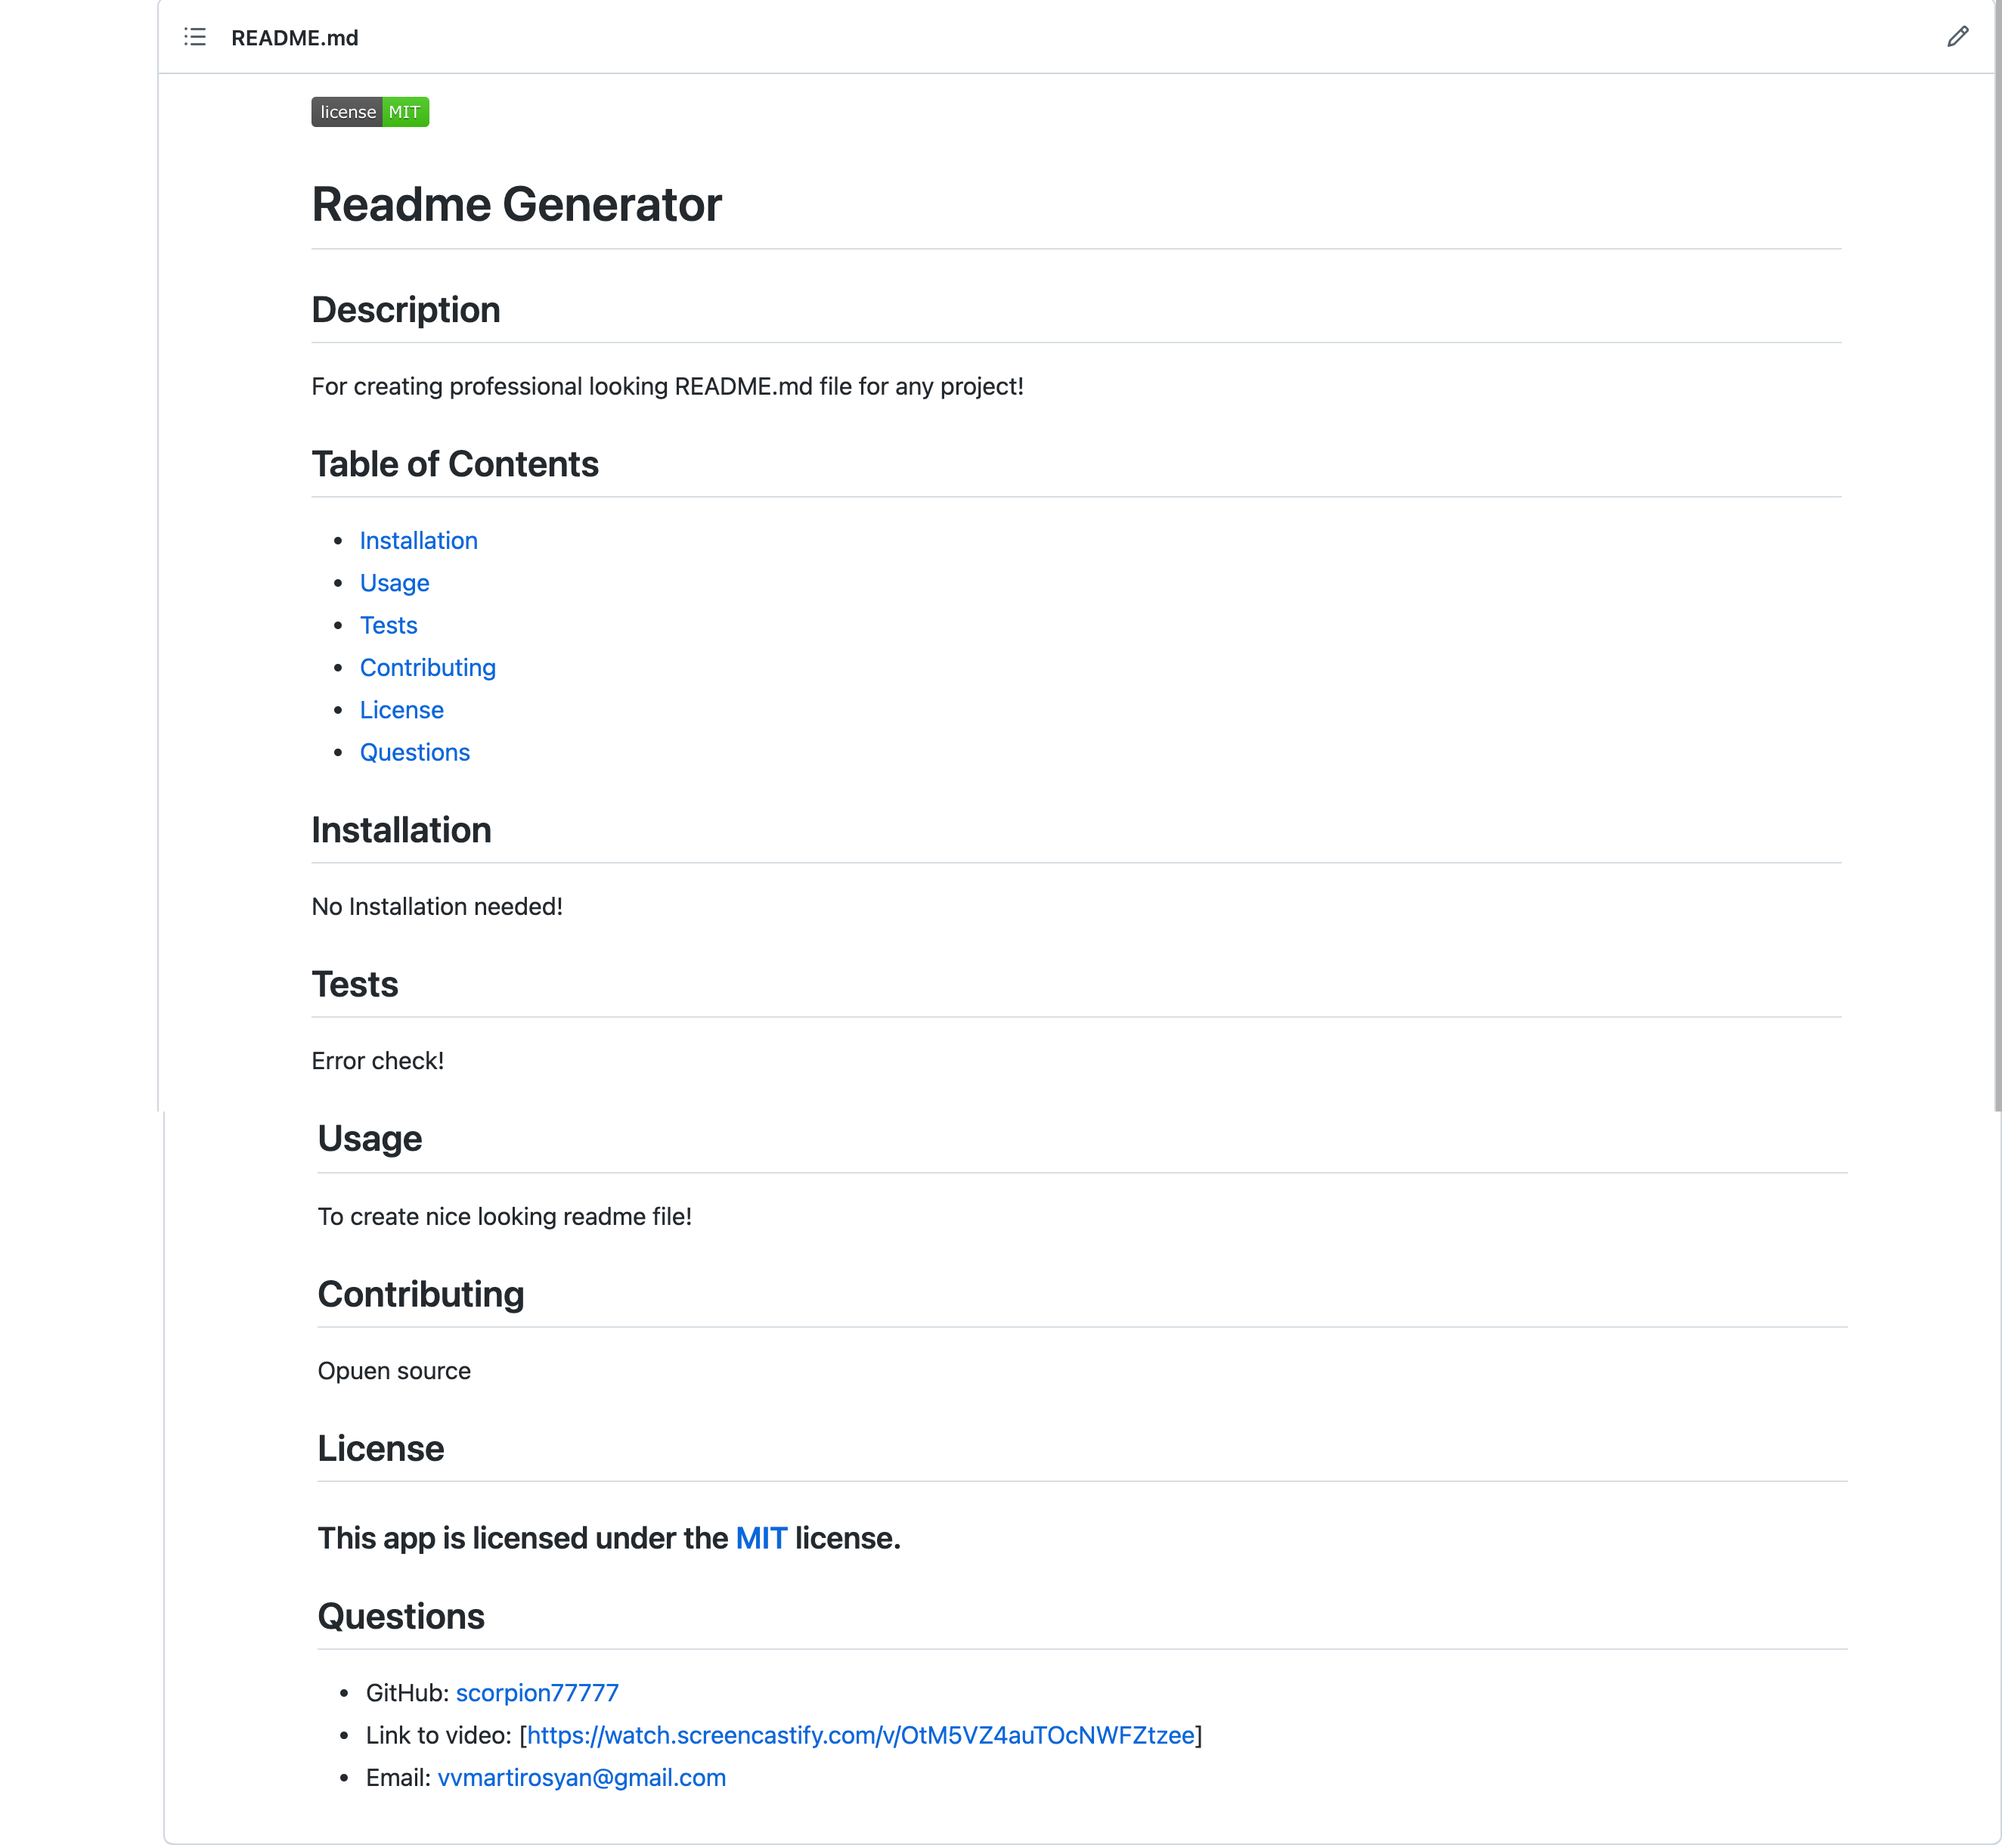 README.md
license MIT
Readme Generator
Description
For creating professional looking README.md file for any project!
Table of Contents
Installation
Usage
Tests
Contributing
License
Questions
Installation
No Installation needed!
Tests
Error check!
Usage
To create nice looking readme file!
Contributing
Opuen source
License
This app is licensed under the MIT license.
Questions
GitHub: scorpion77777
Link to video: [https://watch.screencastify.com/v/OtM5VZ4auTOcNWFZtzee]
Email: vvmartirosyan@gmail.com